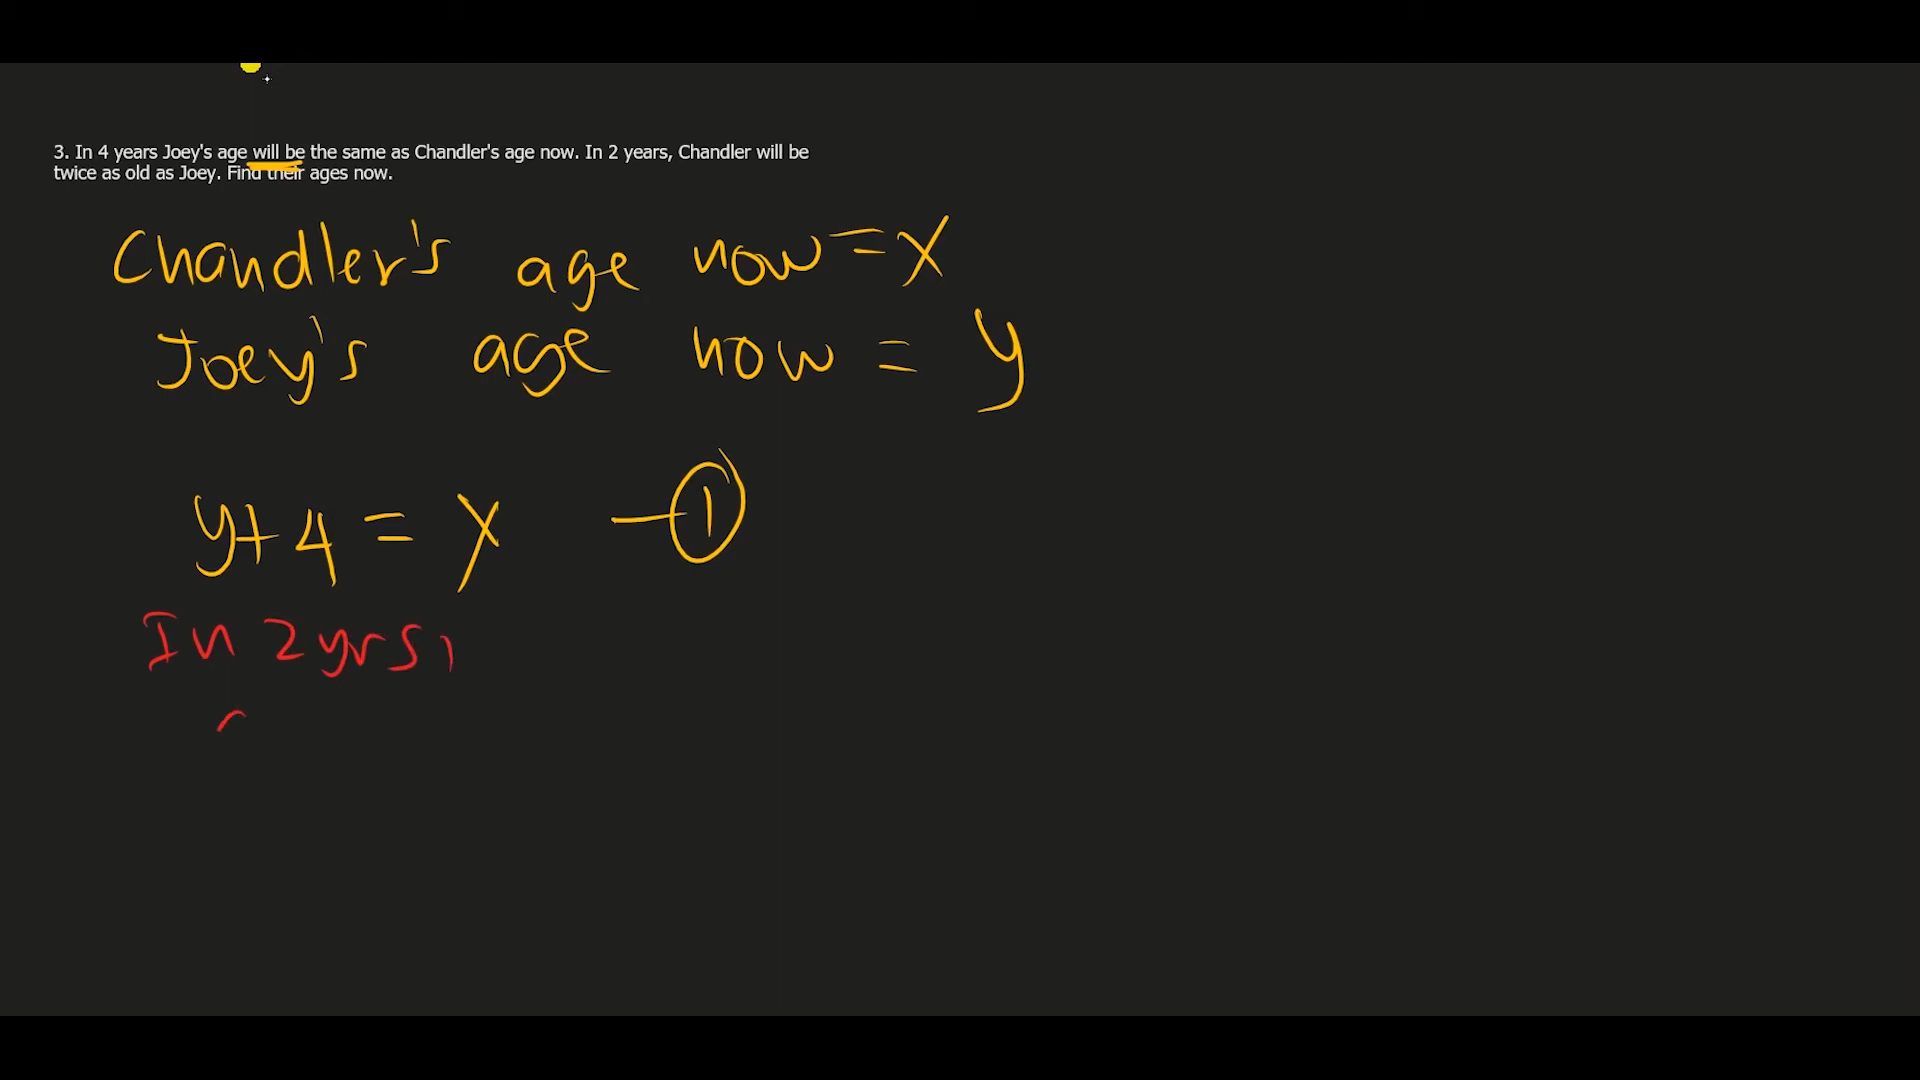 3. In 4 years Joey's age will be the same as Chandler's age now. In 2 years, Chandler will be
twice as old as Joey. Find their ages now.
Chandler's age now = x
Joey's age now = y
y + 4 = x — 1
In 2 yrs,